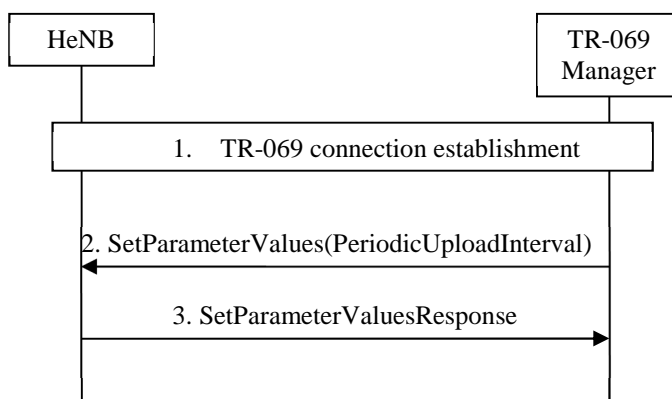 HeNB
TR-069
Manager
1. TR-069 connection establishment
2. SetParameterValues(PeriodicUploadInterval)
3. SetParameterValuesResponse